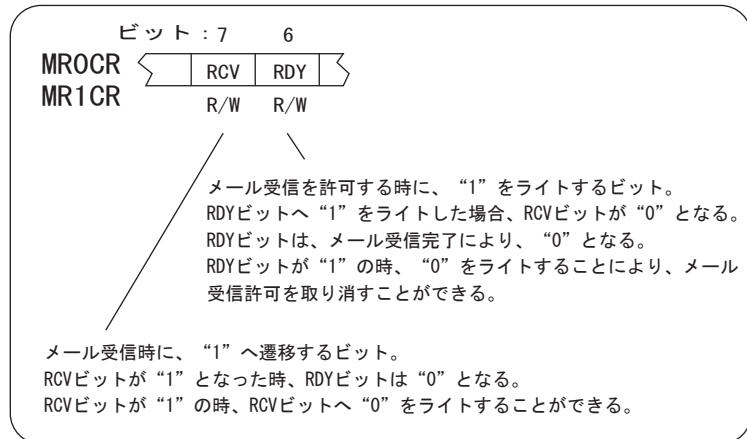 ビット：7 6
MR0CR RCV RDY
MR1CR R/W R/W
メール受信を許可する時に、“1”をライトするビット。
RDYビットへ“1”をライトした場合、RCVビットが“0”となる。
RDYビットは、メール受信完了により、“0”となる。
RDYビットが“1”の時、“0”をライトすることにより、メール
受信許可を取り消すことができる。
メール受信時に、“1”へ遷移するビット。
RCVビットが“1”となった時、RDYビットは“0”となる。
RCVビットが“1”の時、RCVビットへ“0”をライトすることができる。